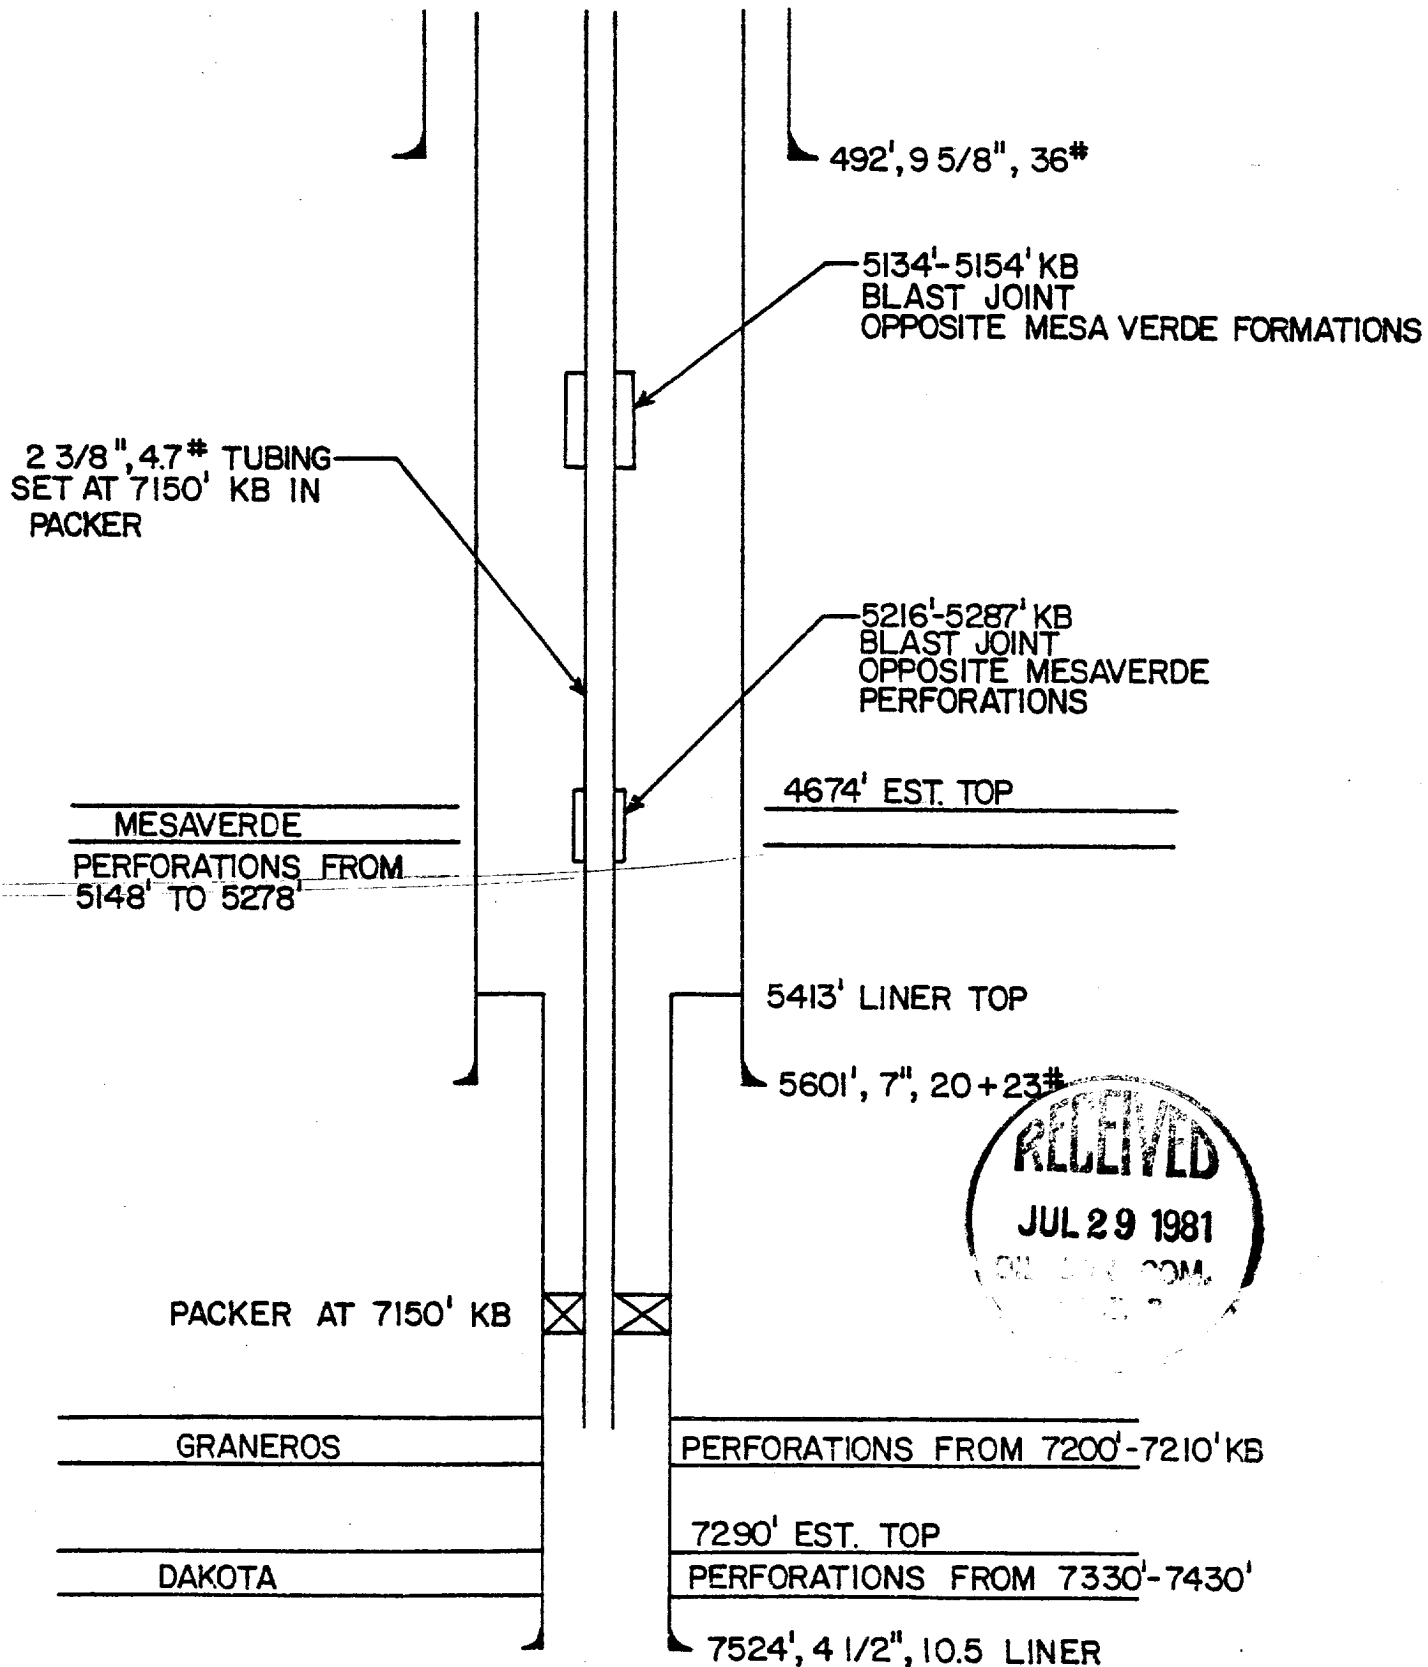 492', 9 5/8", 36#
5134'-5154' KB
BLAST JOINT
OPPOSITE MESA VERDE FORMATIONS
2 3/8", 4.7# TUBING
SET AT 7150' KB IN
PACKER
5216'-5287' KB
BLAST JOINT
OPPOSITE MESAVERDE
PERFORATIONS
4674' EST. TOP
MESAVERDE
PERFORATIONS FROM
5148' TO 5278'
5413' LINER TOP
5601', 7", 20+23#
RECEIVED
JUL 29 1981
COM.
PACKER AT 7150' KB
GRANEROS
PERFORATIONS FROM 7200'-7210' KB
7290' EST. TOP
DAKOTA
PERFORATIONS FROM 7330'-7430'
7524', 4 1/2", 10.5 LINER